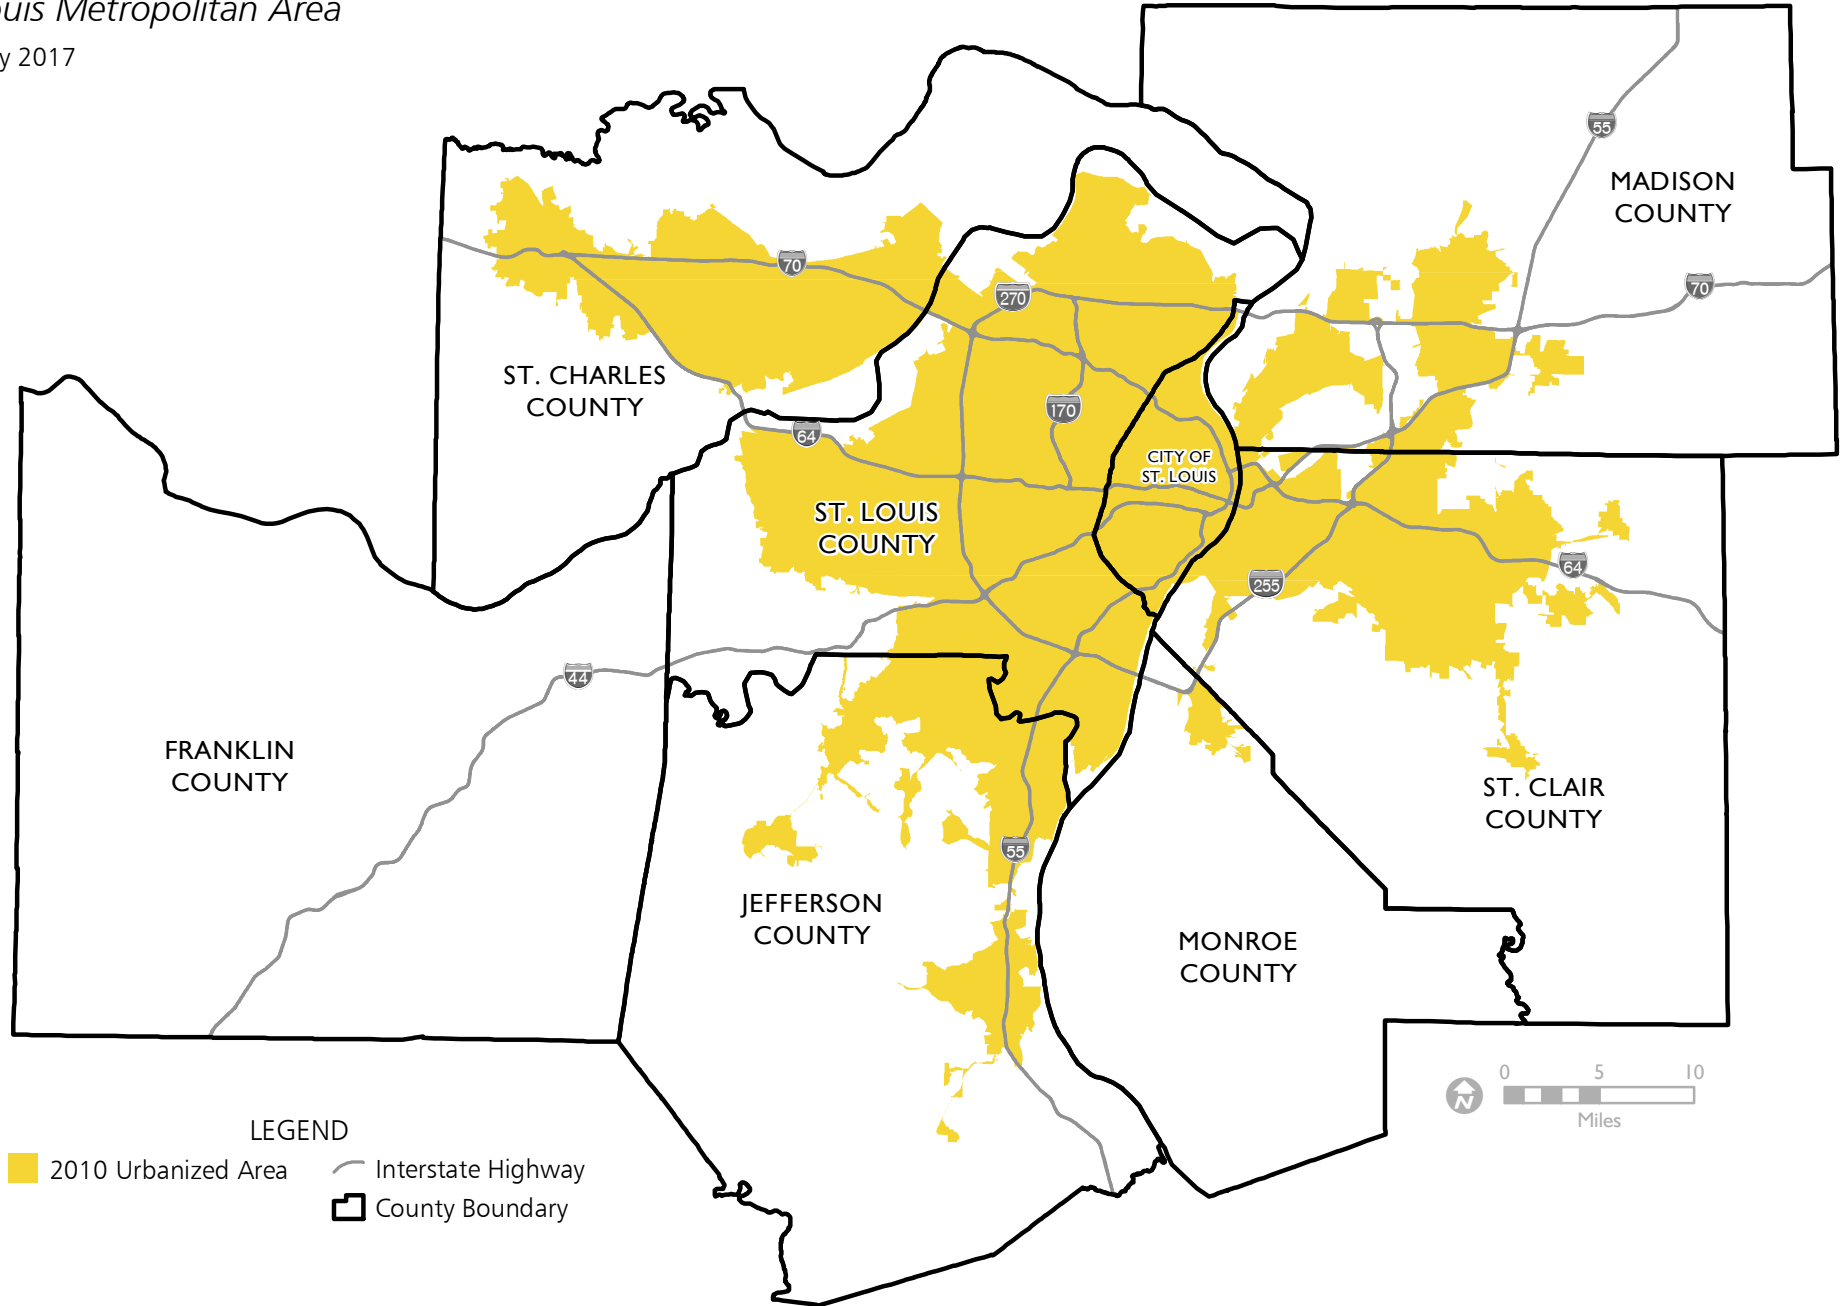 ouis Metropolitan Area
y 2017
55
MADISON
COUNTY
70
70
270
ST. CHARLES
COUNTY
170
64
CITY OF
ST. LOUIS
ST. LOUIS
COUNTY
64
255
44
FRANKLIN
COUNTY
ST. CLAIR
COUNTY
55
JEFFERSON
COUNTY
MONROE
COUNTY
0 5 10
N
Miles
LEGEND
2010 Urbanized Area
Interstate Highway
County Boundary